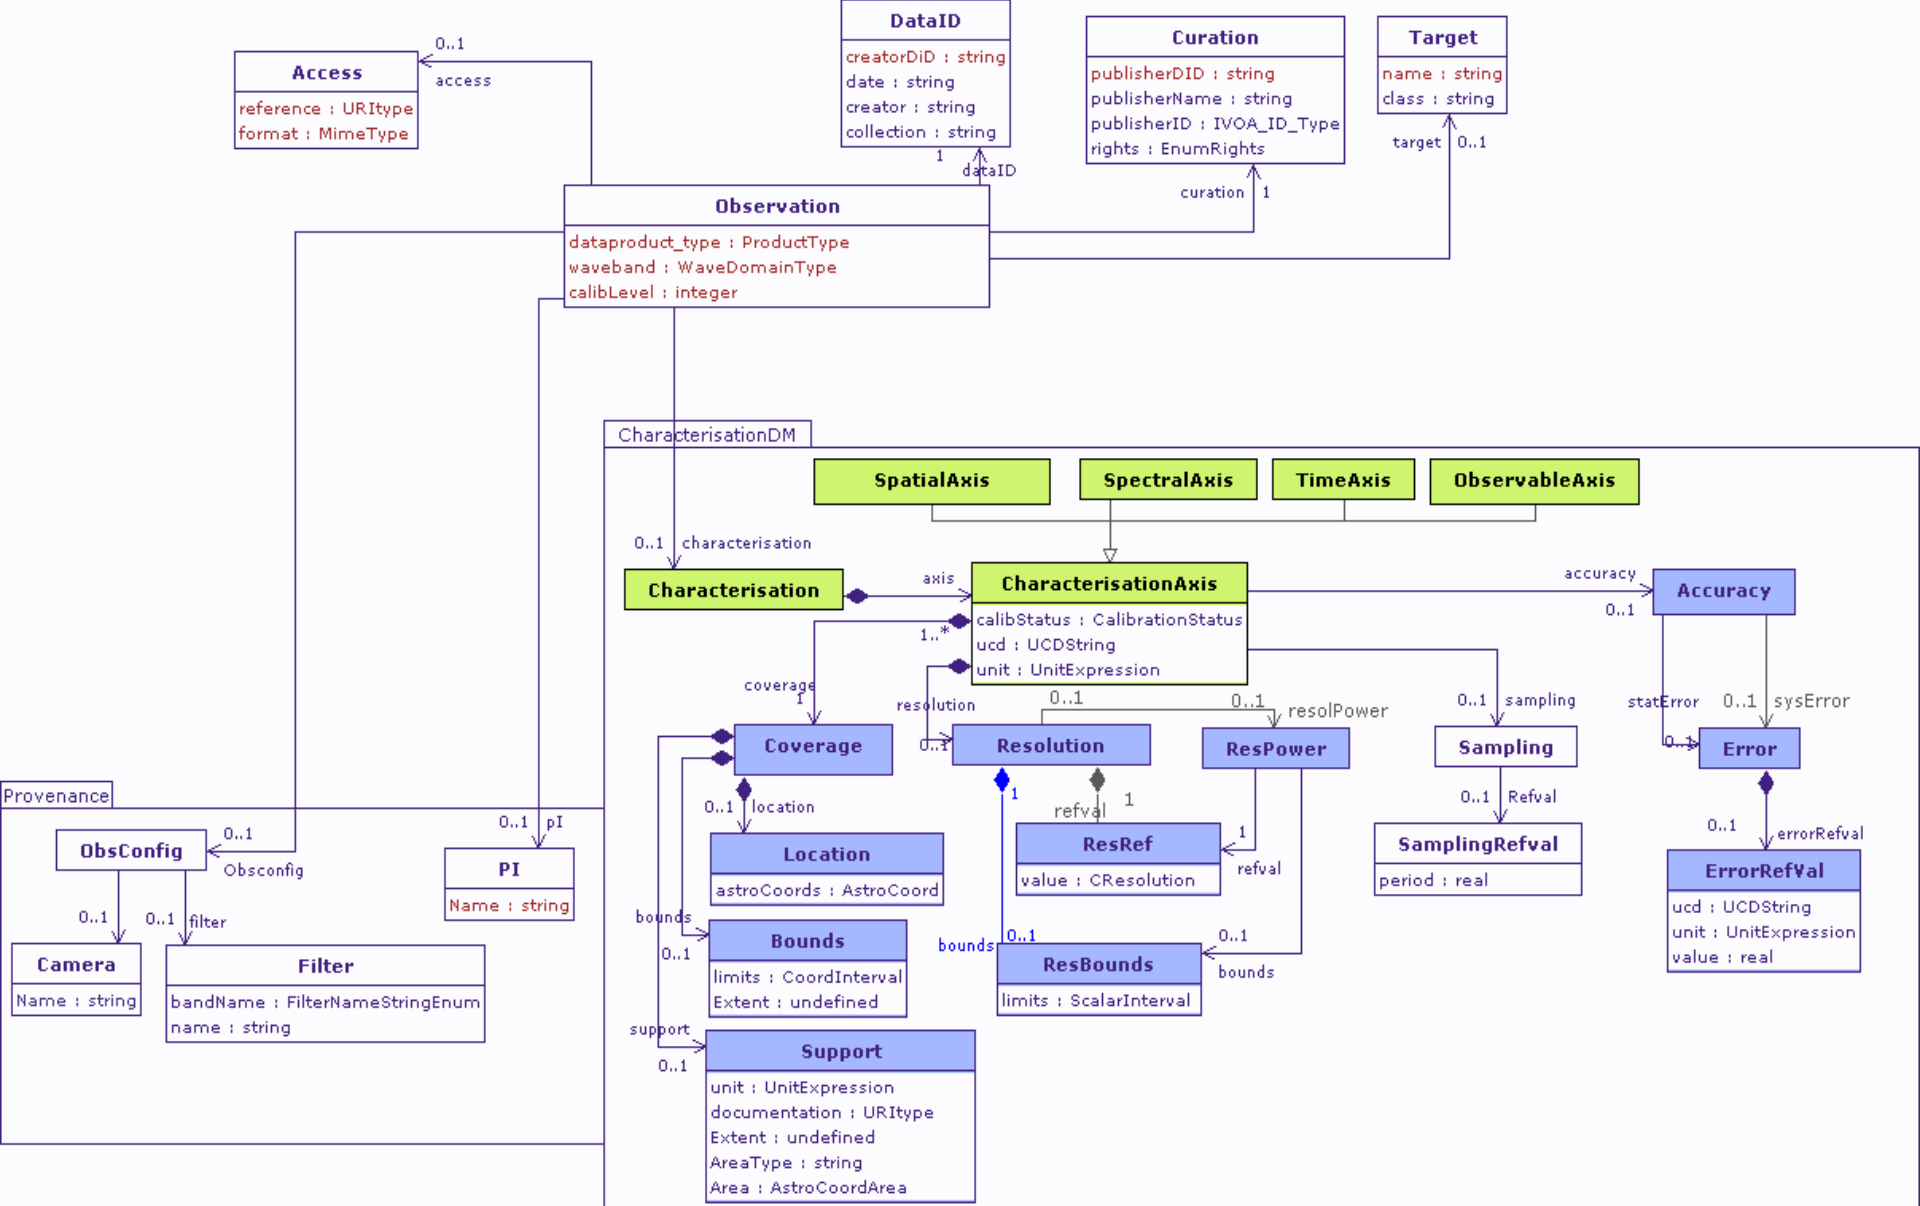 DataID
creatorDiD : string
date : string
creator : string
collection : string
Curation
publisherDID : string
publisherName : string
publisherID : IVOA_ID_Type
rights : EnumRights
Target
name : string
class : string
0..1
access
Access
reference : URItype
format : MimeType
1
dataID
curation 1
target 0..1
Observation
dataproduct_type : ProductType
waveband : WaveDomainType
calibLevel : integer
CharacterisationDM
SpatialAxis
SpectralAxis
TimeAxis
ObservableAxis
0..1 characterisation
Characterisation
axis
1..*
CharacterisationAxis
calibStatus : CalibrationStatus
ucd : UCDString
unit : UnitExpression
accuracy
0..1
Accuracy
coverage
1
resolution
0..1
0..1
0..1
resolPower
0..1 sampling
statError
0..1
0..1 sysError
Coverage
Resolution
ResPower
Sampling
Error
0..1 location
Location
astroCoords : AstroCoord
1
refval
1
ResRef
value : CResolution
1
refval
0..1 Refval
SamplingRefval
period : real
0..1
errorRefval
ErrorRefVal
ucd : UCDString
unit : UnitExpression
value : real
bounds
0..1
Bounds
limits : CoordInterval
Extent : undefined
bounds
0..1
0..1
bounds
ResBounds
limits : ScalarInterval
support
0..1
Support
unit : UnitExpression
documentation : URItype
Extent : undefined
AreaType : string
Area : AstroCoordArea
Provenance
0..1
Obsconfig
ObsConfig
0..1 pI
PI
Name : string
0..1
0..1 filter
Camera
Name : string
Filter
bandName : FilterNameStringEnum
name : string